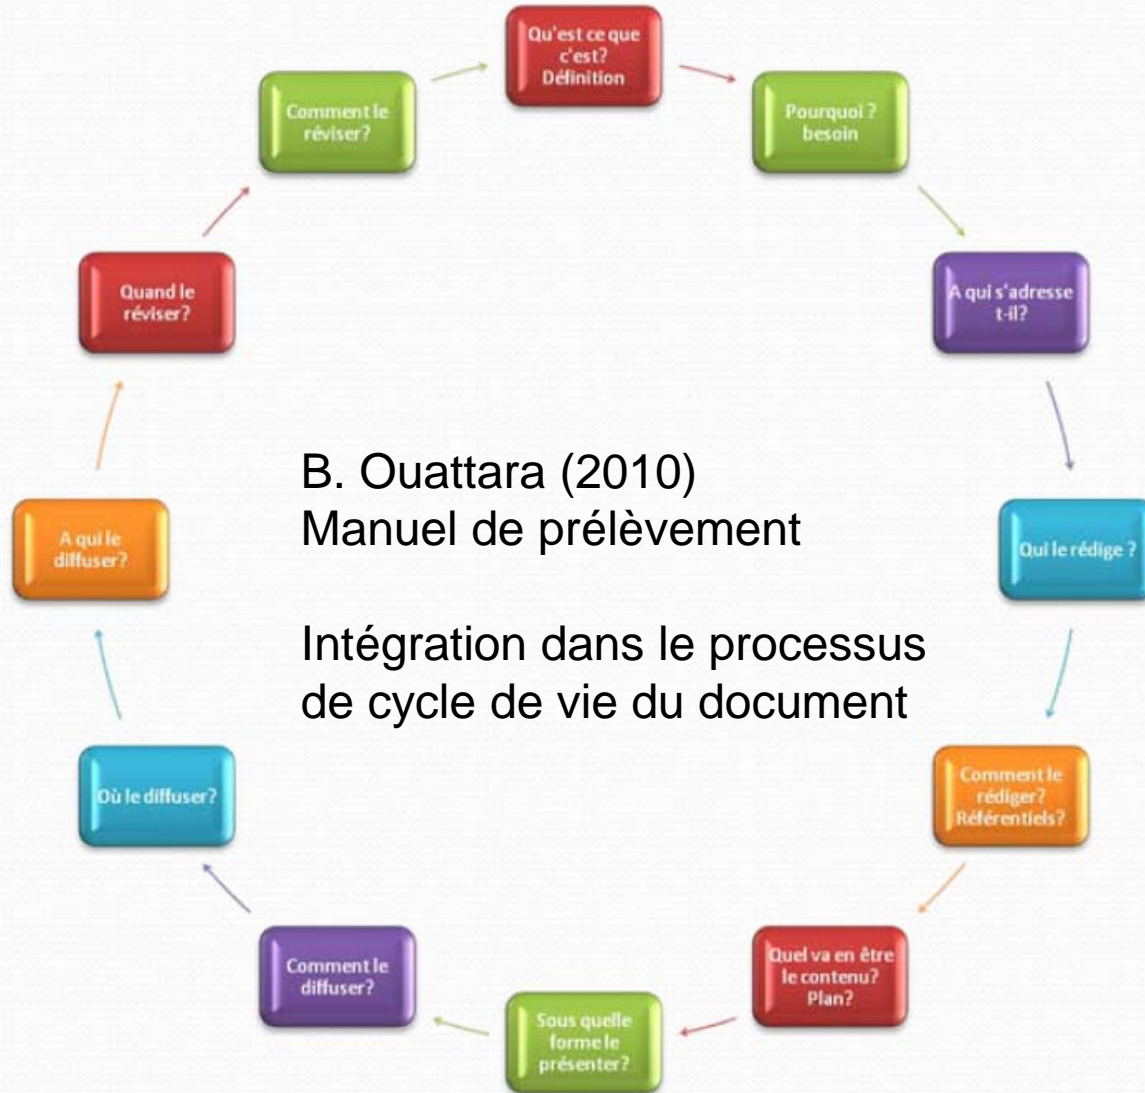 Qu'est ce que
c'est?
Définition
Pourquoi ?
besoin
A qui s'adresse
t-il?
Qui le rédige ?
Comment le
rédiger?
Référentiels?
Quel va en être
le contenu?
Plan?
Sous quelle
forme le
présenter?
Comment le
diffuser?
Où le diffuser?
A qui le
diffuser?
Quand le
réviser?
Comment le
réviser?
B. Ouattara (2010)
Manuel de prélèvement
Intégration dans le processus
de cycle de vie du document